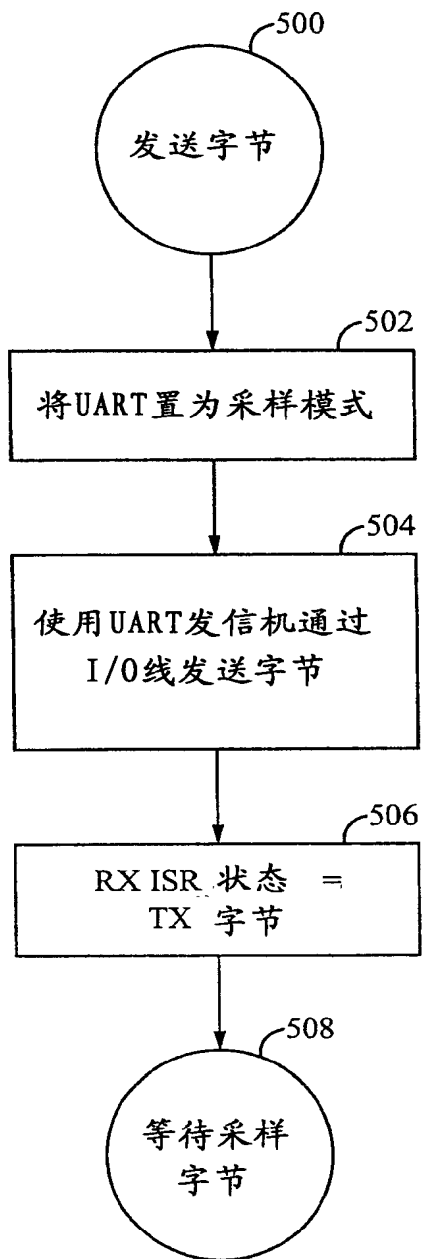 500
发送字节
502
将UART置为采样模式
504
使用UART发信机通过
I/O线发送字节
506
RX ISR 状态 =
TX 字节
508
等待采样
字节